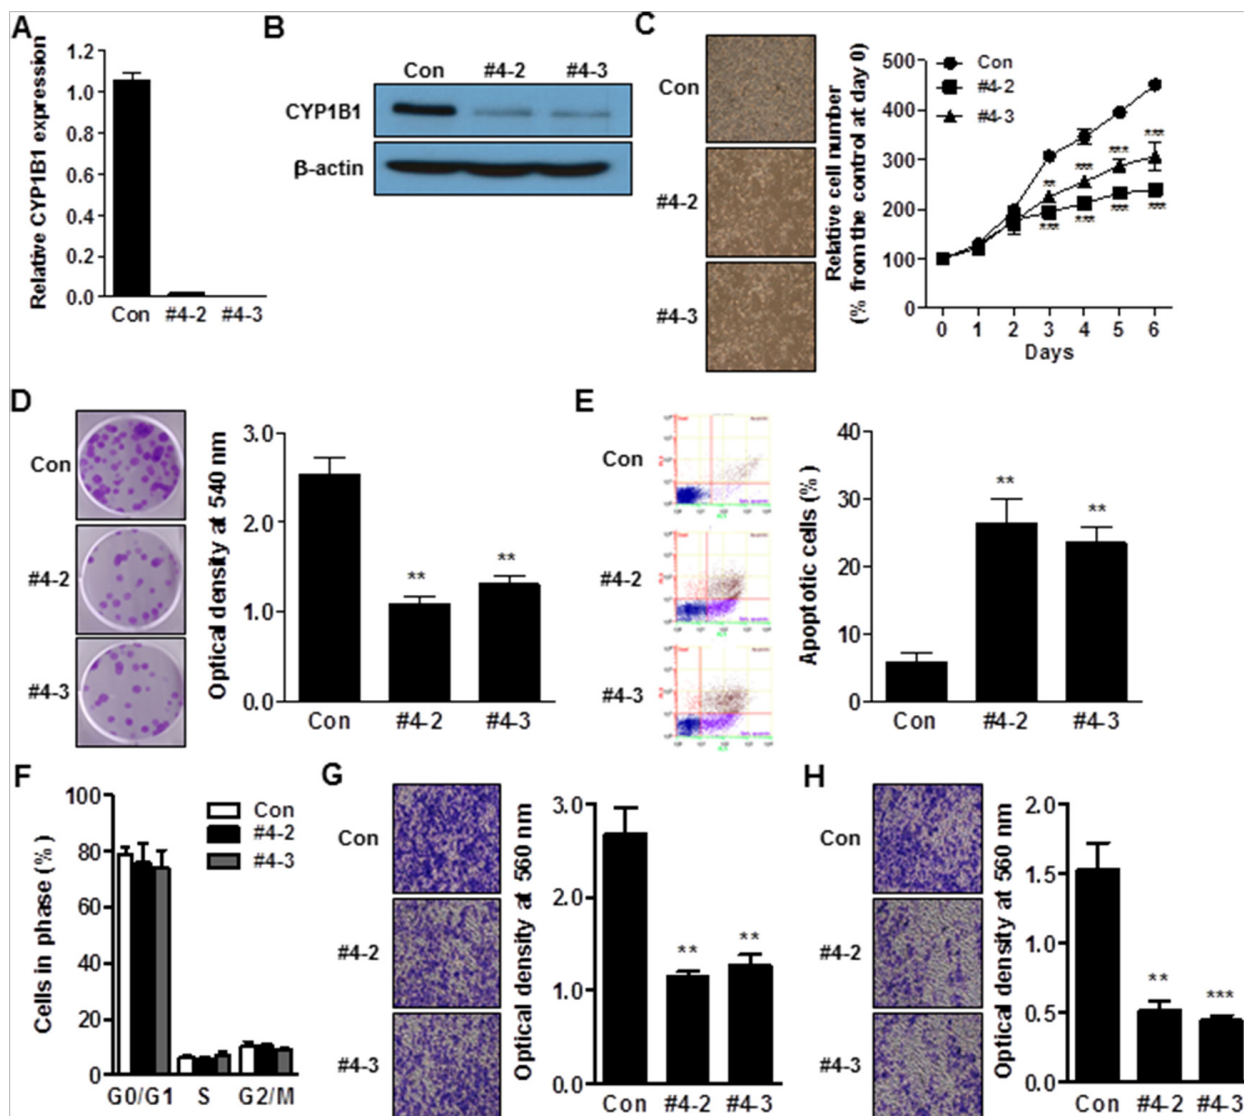 A
Relative CYP1B1 expression
1.2
1.0
0.8
0.6
0.4
0.2
0.0
Con #4-2 #4-3
B
Con #4-2 #4-3
CYP1B1
β-actin
C
Con
#4-2
#4-3
Relative cell number
(% from the control at day 0)
500
400
300
200
100
0
Con
#4-2
#4-3
** *** *** ***
*** *** *** ***
0 1 2 3 4 5 6
Days
D
Con
#4-2
#4-3
Optical density at 540 nm
3.0
2.0
1.0
0.0
** **
Con #4-2 #4-3
E
Con
#4-2
#4-3
Apoptotic cells (%)
40
30
20
10
0
** **
Con #4-2 #4-3
F
Cells in phase (%)
100
80
60
40
20
0
Con
#4-2
#4-3
G0/G1 S G2/M
G
Con
#4-2
#4-3
Optical density at 560 nm
3.0
2.0
1.0
0.0
** **
Con #4-2 #4-3
H
Con
#4-2
#4-3
Optical density at 560 nm
2.0
1.5
1.0
0.5
0.0
** ***
Con #4-2 #4-3